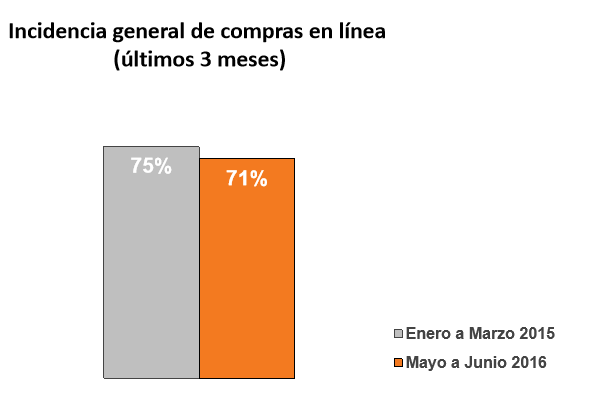 Incidencia general de compras en línea
(últimos 3 meses)
75%
71%
Enero a Marzo 2015
Mayo a Junio 2016